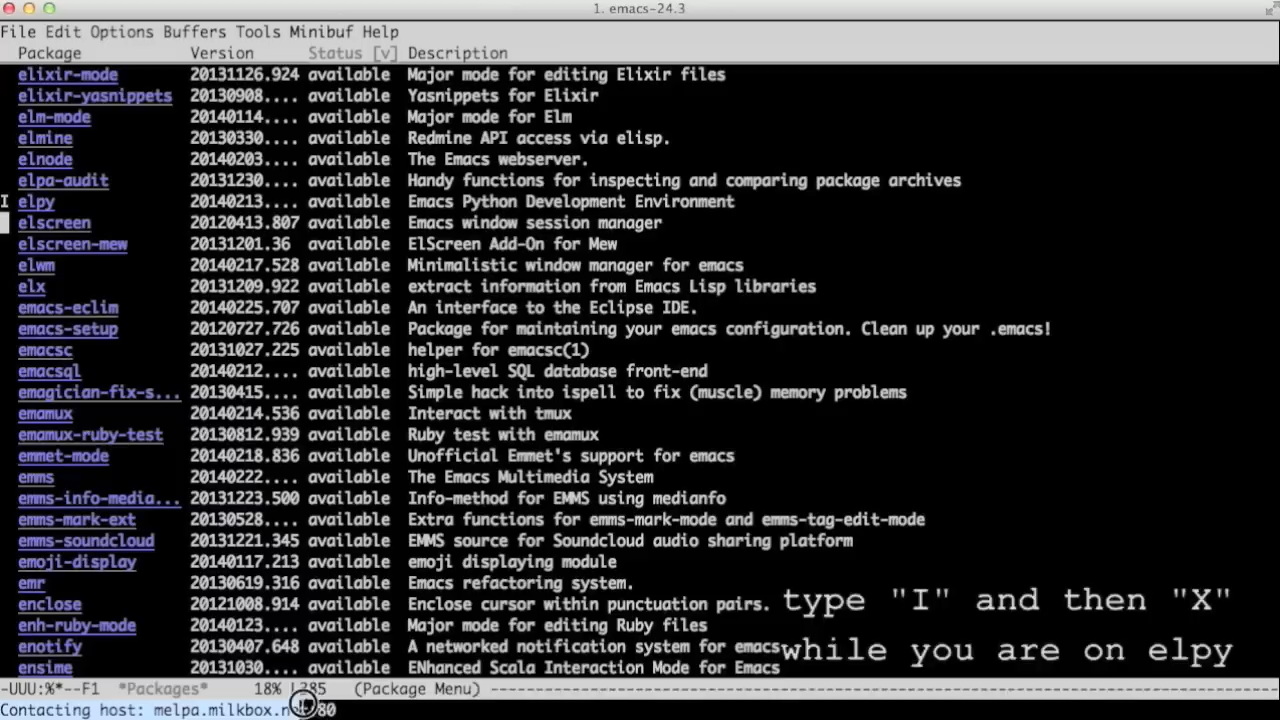 1. emacs-24.3
File Edit Options Buffers Tools Minibuf Help
Package Version Status [v] Description
elixir-mode 20131126.924 available Major mode for editing Elixir files
elixir-yasnippets 20130908.... available Yasnippets for Elixir
elm-mode 20140114.... available Major mode for Elm
elmine 20130330.... available Redmine API access via elisp.
elnode 20140203.... available The Emacs webserver.
elpa-audit 20131230.... available Handy functions for inspecting and comparing package archives
I elpy 20140213.... available Emacs Python Development Environment
elscreen 20120413.807 available Emacs window session manager
elscreen-mew 20131201.36 available ElScreen Add-On for Mew
elwm 20140217.528 available Minimalistic window manager for emacs
elx 20131209.922 available extract information from Emacs Lisp libraries
emacs-eclim 20140225.707 available An interface to the Eclipse IDE.
emacs-setup 20120727.726 available Package for maintaining your emacs configuration. Clean up your .emacs!
emacsc 20131027.225 available helper for emacsc(1)
emacsql 20140212.... available high-level SQL database front-end
emagician-fix-s... 20130415.... available Simple hack into ispell to fix (muscle) memory problems
emamux 20140214.536 available Interact with tmux
emamux-ruby-test 20130812.939 available Ruby test with emamux
emmet-mode 20140218.836 available Unofficial Emmet's support for emacs
emms 20140222.... available The Emacs Multimedia System
emms-info-media... 20131223.500 available Info-method for EMMS using medianfo
emms-mark-ext 20130528.... available Extra functions for emms-mark-mode and emms-tag-edit-mode
emms-soundcloud 20131221.345 available EMMS source for Soundcloud audio sharing platform
emoji-display 20140117.213 available emoji displaying module
emr 20130619.316 available Emacs refactoring system.
enclose 20121008.914 available Enclose cursor within punctuation pairs.
enh-ruby-mode 20140123.... available Major mode for editing Ruby files
enotify 20130407.648 available A networked notification system for emacs
ensime 20131030.... available ENhanced Scala Interaction Mode for Emacs
type "I" and then "X"
while you are on elpy
-UUU:%*--F1 *Packages* 18% (Package Menu) ----------
Contacting host: 80